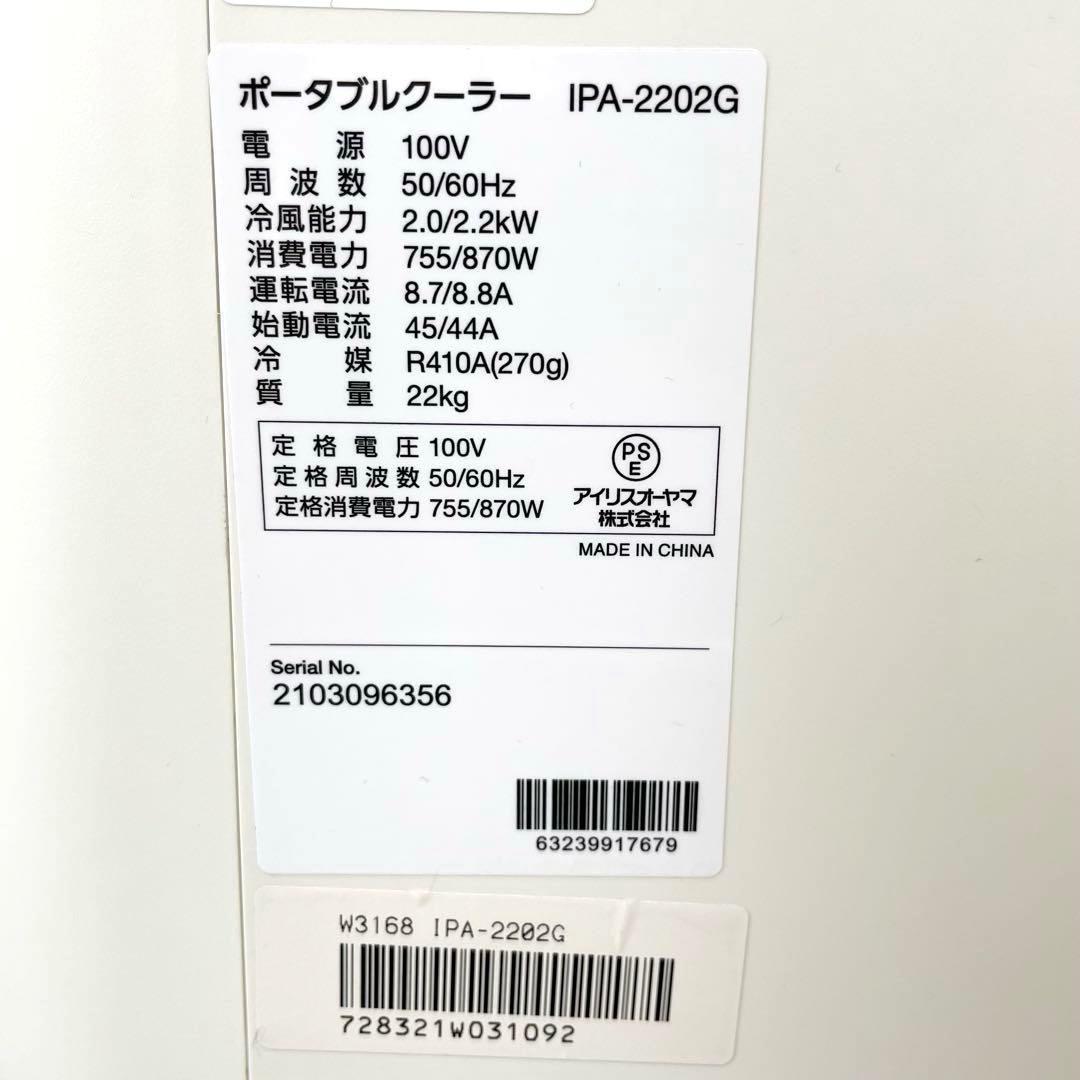 ポータブルクーラー IPA-2202G
電源 100V
周波数 50/60Hz
冷風能力 2.0/2.2kW
消費電力 755/870W
運転電流 8.7/8.8A
始動電流 45/44A
冷媒 R410A(270g)
質量 22kg
定格電圧 100V
定格周波数 50/60Hz
定格消費電力 755/870W
PSE
アイリスオーヤマ
株式会社
MADE IN CHINA
Serial No.
2103096356
63239917679
W3168 IPA-2202G
728321W031092